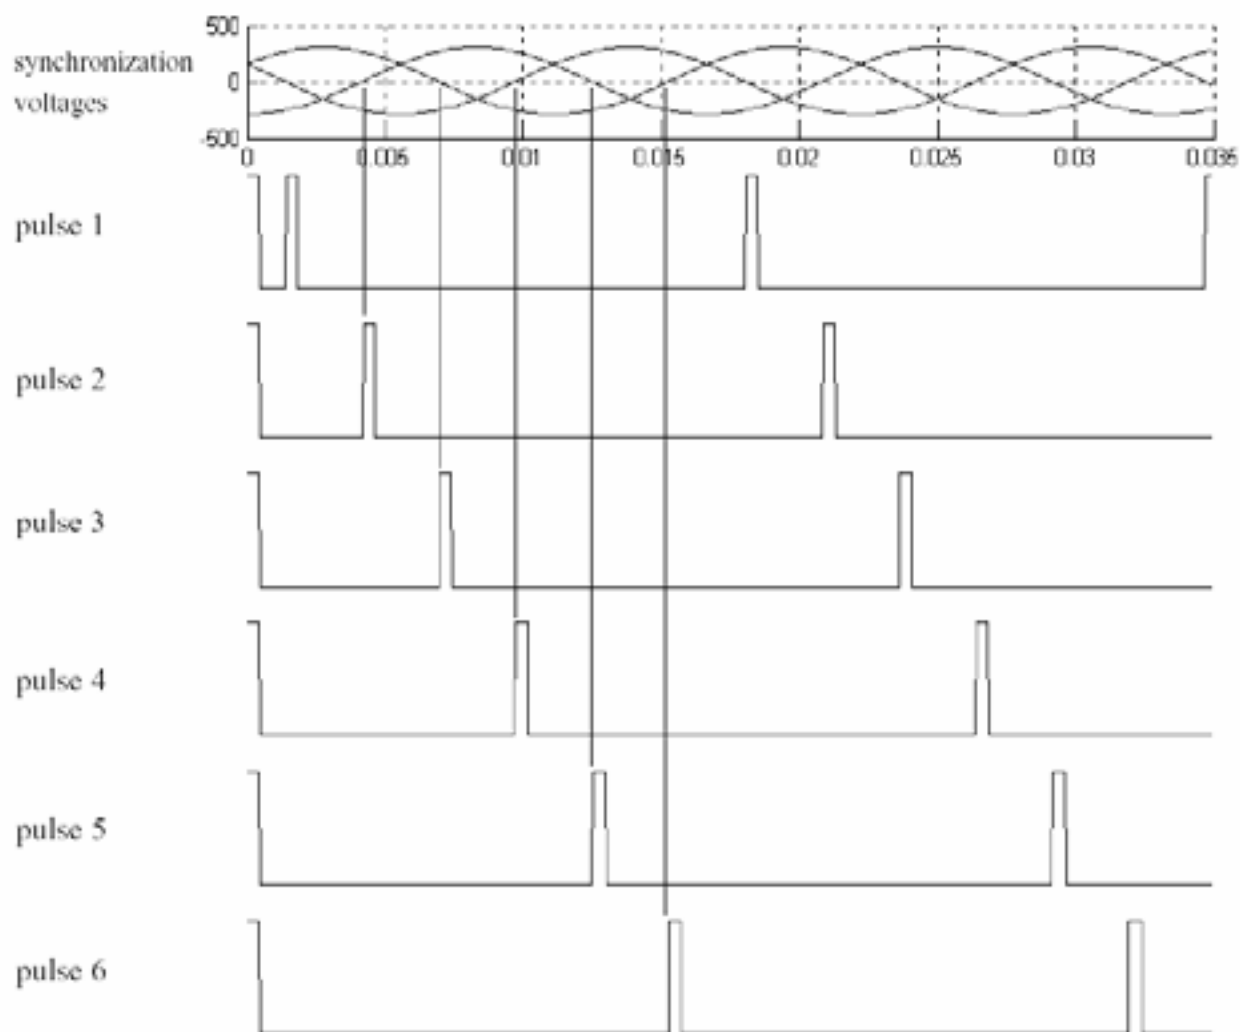 500
synchronization
0
voltages
-500
0 0.005 0.01 0.015 0.02 0.025 0.03 0.035
pulse 1
pulse 2
pulse 3
pulse 4
pulse 5
pulse 6